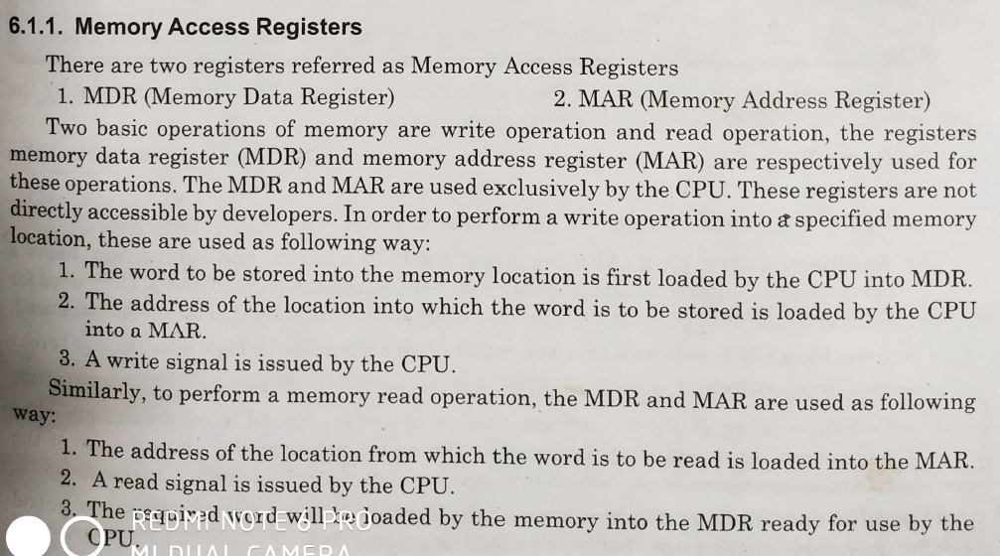 6.1.1. Memory Access Registers
There are two registers referred as Memory Access Registers
1. MDR (Memory Data Register) 2. MAR (Memory Address Register)
Two basic operations of memory are write operation and read operation, the registers
memory data register (MDR) and memory address register (MAR) are respectively used for
these operations. The MDR and MAR are used exclusively by the CPU. These registers are not
directly accessible by developers. In order to perform a write operation into a specified memory
location, these are used as following way:
1. The word to be stored into the memory location is first loaded by the CPU into MDR.
2. The address of the location into which the word is to be stored is loaded by the CPU
into a MAR.
3. A write signal is issued by the CPU.
Similarly, to perform a memory read operation, the MDR and MAR are used as following
way:
1. The address of the location from which the word is to be read is loaded into the MAR.
2. A read signal is issued by the CPU.
3. The required word will be loaded by the memory into the MDR ready for use by the
CPU.
REDMI NOTE 6 PRO
MI DUAL CAMERA